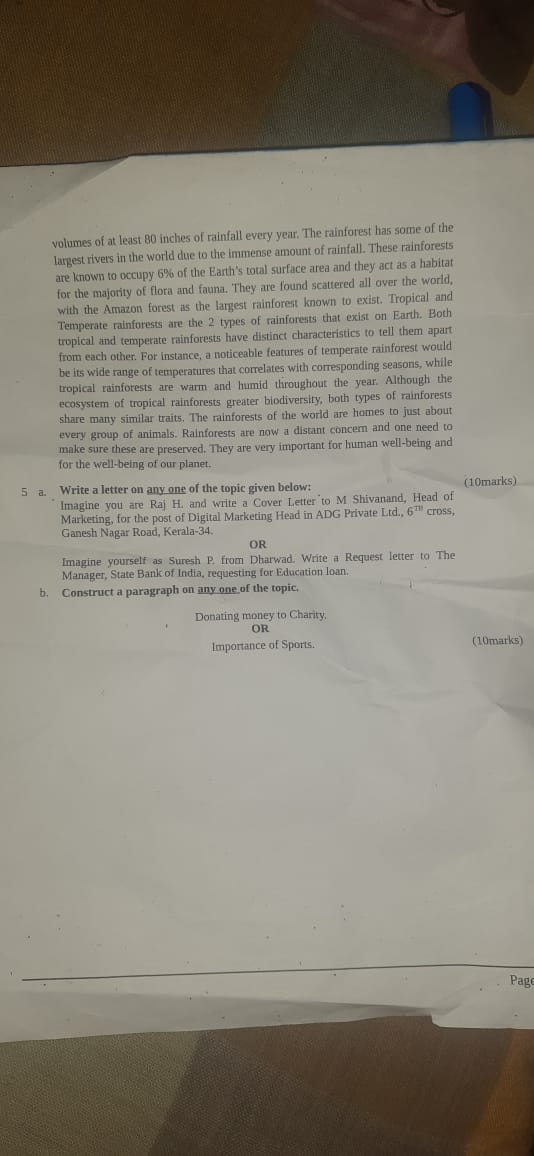 volumes of at least 80 inches of rainfall every year. The rainforest has some of the
largest rivers in the world due to the immense amount of rainfall. These rainforests
are known to occupy 6% of the Earth's total surface area and they act as a habitat
for the majority of flora and fauna. They are found scattered all over the world,
with the Amazon forest as the largest rainforest known to exist. Tropical and
Temperate rainforests are the 2 types of rainforests that exist on Earth. Both
tropical and temperate rainforests have distinct characteristics to tell them apart
from each other. For instance, a noticeable features of temperate rainforest would
be its wide range of temperatures that correlates with corresponding seasons, while
tropical rainforests are warm and humid throughout the year. Although the
ecosystem of tropical rainforests greater biodiversity, both types of rainforests
share many similar traits. The rainforests of the world are homes to just about
every group of animals. Rainforests are now a distant concern and one need to
make sure these are preserved. They are very important for human well-being and
for the well-being of our planet.
5 a. Write a letter on any one of the topic given below: (10marks)
Imagine you are Raj H. and write a Cover Letter to M Shivanand, Head of
Marketing, for the post of Digital Marketing Head in ADG Private Ltd., 6TH cross,
Ganesh Nagar Road, Kerala-34.
OR
Imagine yourself as Suresh P. from Dharwad. Write a Request letter to The
Manager, State Bank of India, requesting for Education loan.
b. Construct a paragraph on any one of the topic.
Donating money to Charity.
OR
Importance of Sports. (10marks)
Page